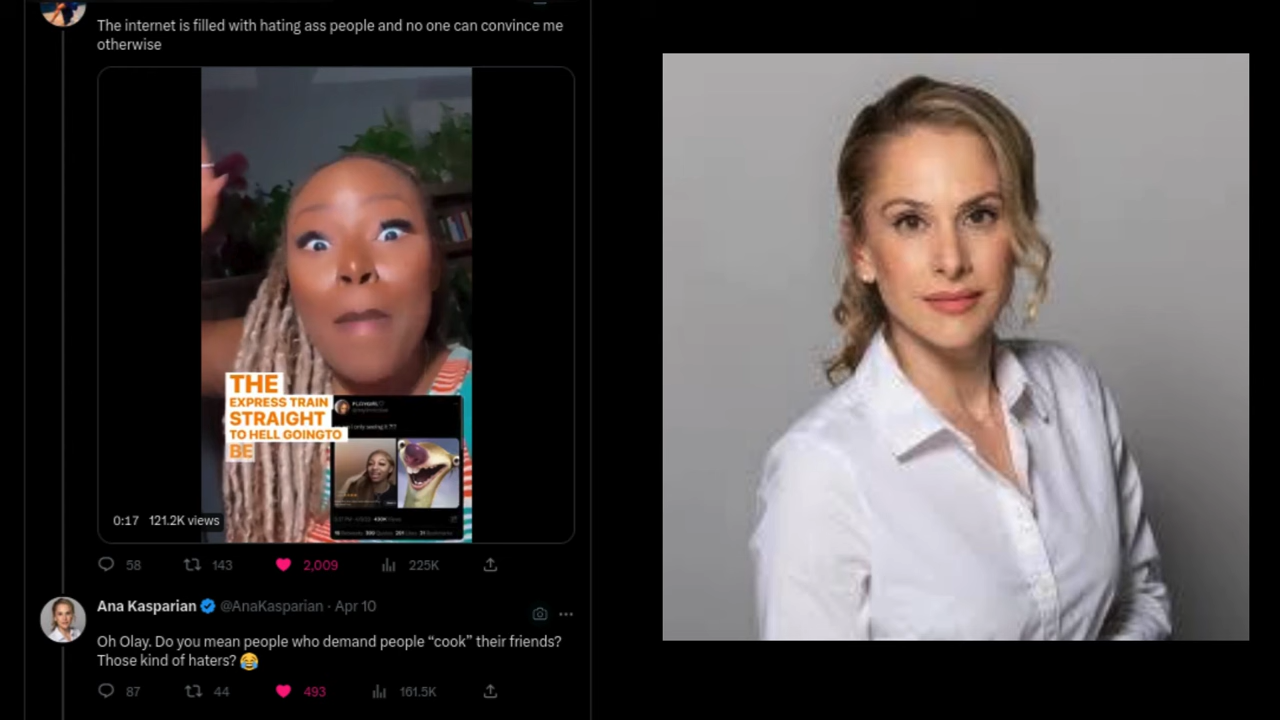 The internet is filled with hating ass people and no one can convince me
otherwise
THE
EXPRESS TRAIN
STRAIGHT
TO HELL GOINGTO
BE
only seeing it ???
0:17 121.2K views
58 143 2,009 225K
Ana Kasparian @AnaKasparian · Apr 10
Oh Olay. Do you mean people who demand people “cook” their friends?
Those kind of haters? 😂
87 44 493 161.5K